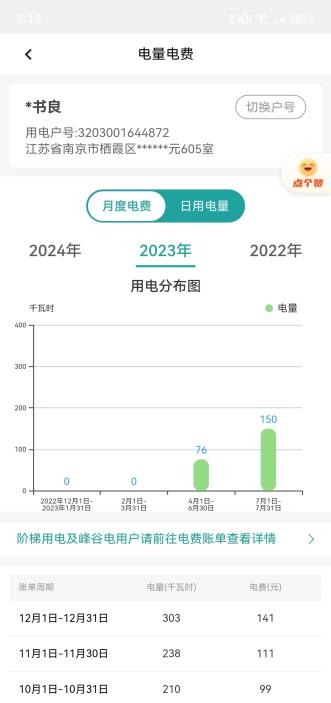 3:15
电量电费
*书良
切换户号
用电户号:3203001644872
江苏省南京市栖霞区******元605室
点个赞
月度电费
日用电量
2024年
2023年
2022年
用电分布图
千瓦时
电量
400
300
200
100
0
0
0
76
150
2022年12月1日-
2023年1月31日
2月1日-
3月31日
4月1日-
6月30日
7月1日-
7月31日
阶梯用电及峰谷电用户请前往电费账单查看详情
账单周期 电量(千瓦时) 电费(元)
12月1日-12月31日 303 141
11月1日-11月30日 238 111
10月1日-10月31日 210 99